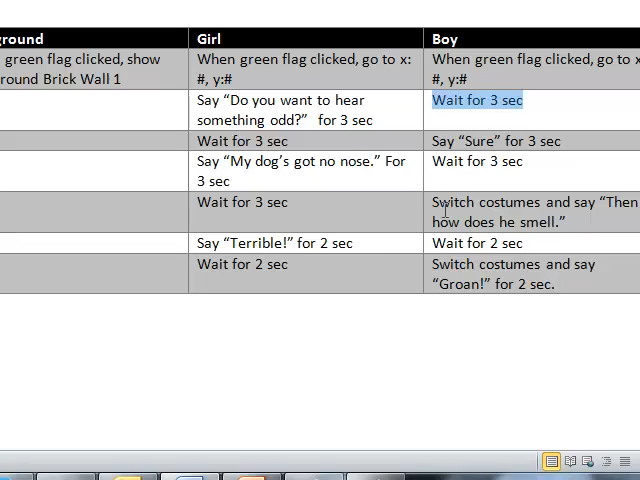 round Girl Boy
green flag clicked, show When green flag clicked, go to x: When green flag clicked, go to x
round Brick Wall 1 #, y:# #, y:#
Say “Do you want to hear Wait for 3 sec
something odd?” for 3 sec
Wait for 3 sec Say “Sure” for 3 sec
Say “My dog’s got no nose.” For Wait for 3 sec
3 sec
Wait for 3 sec Switch costumes and say “Then
how does he smell.”
Say “Terrible!” for 2 sec Wait for 2 sec
Wait for 2 sec Switch costumes and say
“Groan!” for 2 sec.